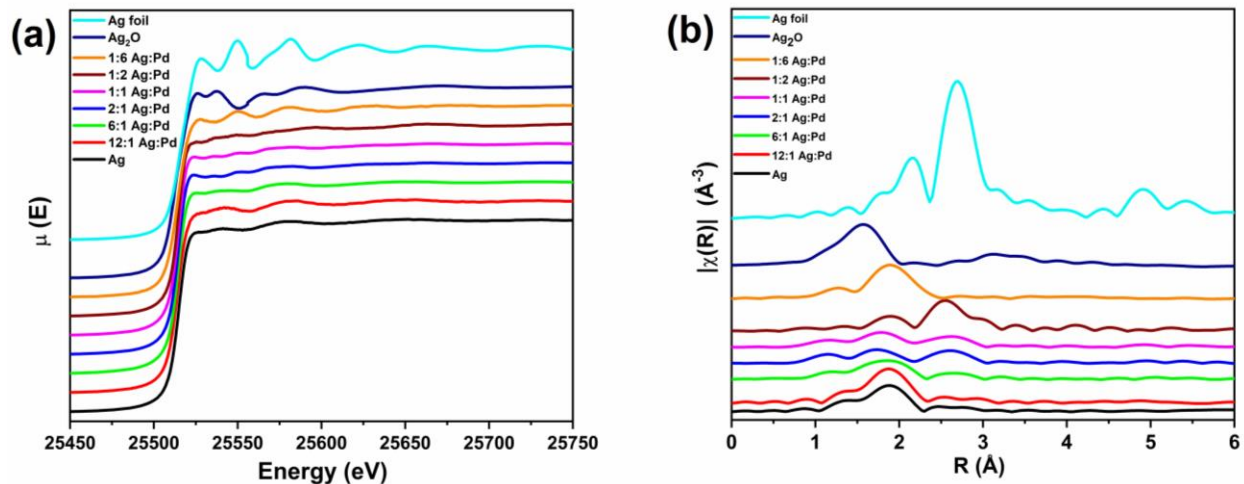 (a)
Ag foil
Ag₂O
1:6 Ag:Pd
1:2 Ag:Pd
1:1 Ag:Pd
2:1 Ag:Pd
6:1 Ag:Pd
12:1 Ag:Pd
Ag
μ (E)
25450 25500 25550 25600 25650 25700 25750
Energy (eV)
(b)
Ag foil
Ag₂O
1:6 Ag:Pd
1:2 Ag:Pd
1:1 Ag:Pd
2:1 Ag:Pd
6:1 Ag:Pd
12:1 Ag:Pd
Ag
|χ(R)| (Å⁻³)
0 1 2 3 4 5 6
R (Å)